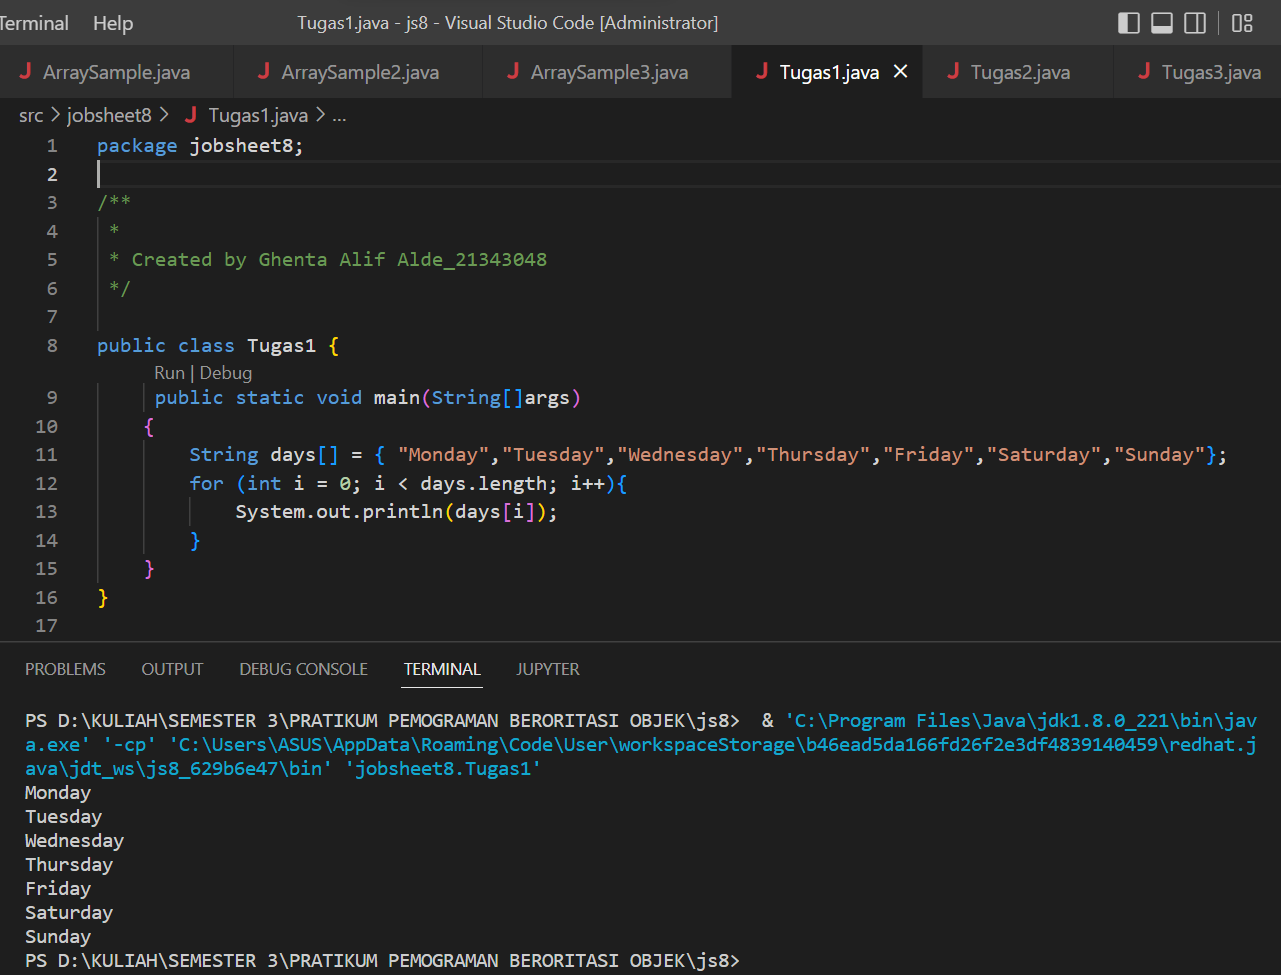 Terminal Help Tugas1.java - js8 - Visual Studio Code [Administrator]
J ArraySample.java J ArraySample2.java J ArraySample3.java J Tugas1.java × J Tugas2.java J Tugas3.java
src > jobsheet8 > J Tugas1.java > ...
1 package jobsheet8;
2
3 /**
4 *
5 * Created by Ghenta Alif Alde_21343048
6 */
7
8 public class Tugas1 {
Run | Debug
9 public static void main(String[]args)
10 {
11 String days[] = { "Monday","Tuesday","Wednesday","Thursday","Friday","Saturday","Sunday"};
12 for (int i = 0; i < days.length; i++){
13 System.out.println(days[i]);
14 }
15 }
16 }
17
PROBLEMS OUTPUT DEBUG CONSOLE TERMINAL JUPYTER
PS D:\KULIAH\SEMESTER 3\PRATIKUM PEMOGRAMAN BERORITASI OBJEK\js8>  & 'C:\Program Files\Java\jdk1.8.0_221\bin\jav
a.exe' '-cp' 'C:\Users\ASUS\AppData\Roaming\Code\User\workspaceStorage\b46ead5da166fd26f2e3df4839140459\redhat.j
ava\jdt_ws\js8_629b6e47\bin' 'jobsheet8.Tugas1'
Monday
Tuesday
Wednesday
Thursday
Friday
Saturday
Sunday
PS D:\KULIAH\SEMESTER 3\PRATIKUM PEMOGRAMAN BERORITASI OBJEK\js8>